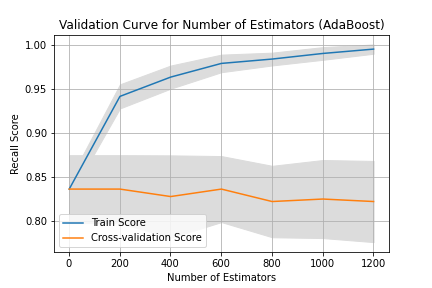 Validation Curve for Number of Estimators (AdaBoost)
1.00
0.95
0.90
0.85
0.80
Recall Score
Train Score
Cross-validation Score
0 200 400 600 800 1000 1200
Number of Estimators